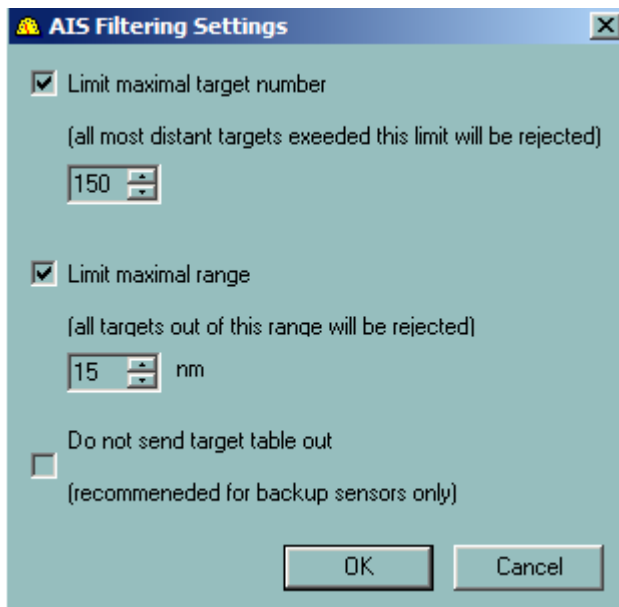 AIS Filtering Settings
Limit maximal target number
(all most distant targets exeeded this limit will be rejected)
150
Limit maximal range
(all targets out of this range will be rejected)
15 nm
Do not send target table out
(recommeneded for backup sensors only)
OK Cancel